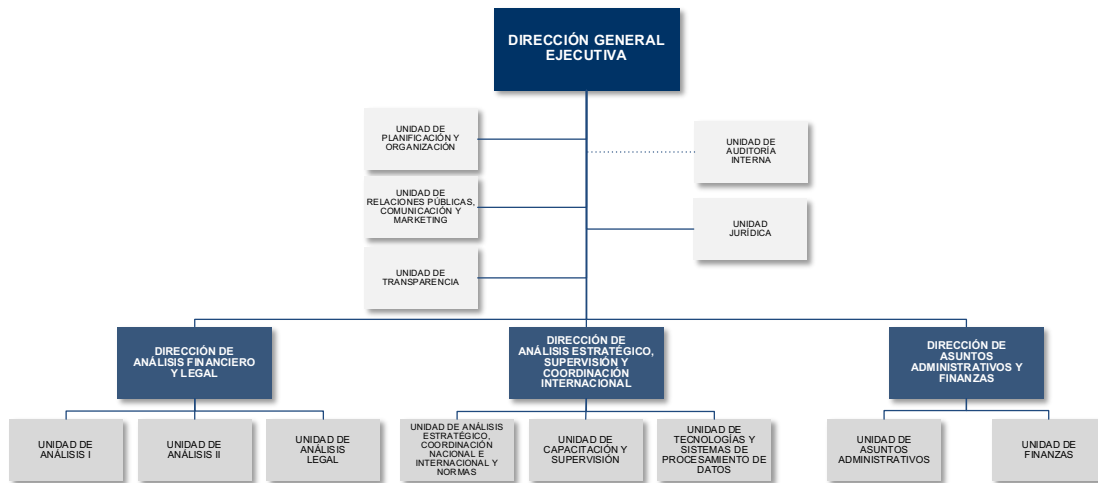 DIRECCIÓN GENERAL
EJECUTIVA
UNIDAD DE
PLANIFICACIÓN Y
ORGANIZACIÓN
UNIDAD DE
AUDITORÍA
INTERNA
UNIDAD DE
RELACIONES PÚBLICAS,
COMUNICACIÓN Y
MARKETING
UNIDAD
JURÍDICA
UNIDAD DE
TRANSPARENCIA
DIRECCIÓN DE
ANÁLISIS FINANCIERO
Y LEGAL
DIRECCIÓN DE
ANÁLISIS ESTRATÉGICO,
SUPERVISIÓN Y
COORDINACIÓN
INTERNACIONAL
DIRECCIÓN DE
ASUNTOS
ADMINISTRATIVOS Y
FINANZAS
UNIDAD DE
ANÁLISIS I
UNIDAD DE
ANÁLISIS II
UNIDAD DE
ANÁLISIS
LEGAL
UNIDAD DE ANÁLISIS
ESTRATÉGICO,
COORDINACIÓN
NACIONAL E
INTERNACIONAL Y
NORMAS
UNIDAD DE
CAPACITACIÓN Y
SUPERVISIÓN
UNIDAD DE
TECNOLOGÍAS Y
SISTEMAS DE
PROCESAMIENTO DE
DATOS
UNIDAD DE
ASUNTOS
ADMINISTRATIVOS
UNIDAD DE
FINANZAS